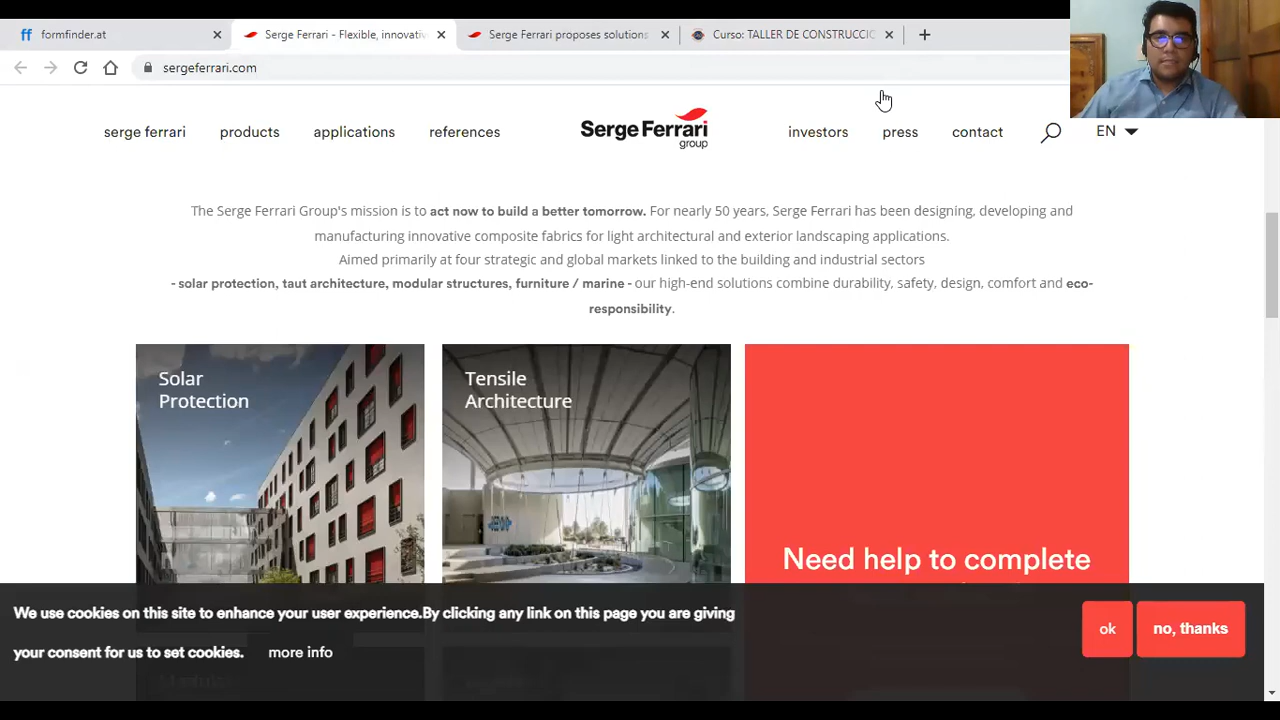 formfinder.at
Serge Ferrari - Flexible, innovativ
Serge Ferrari proposes solutions
Curso: TALLER DE CONSTRUCCIO
sergeferrari.com
serge ferrari
products
applications
references
Serge Ferrari
group
investors
press
contact
EN
The Serge Ferrari Group's mission is to act now to build a better tomorrow. For nearly 50 years, Serge Ferrari has been designing, developing and
manufacturing innovative composite fabrics for light architectural and exterior landscaping applications.
Aimed primarily at four strategic and global markets linked to the building and industrial sectors
- solar protection, taut architecture, modular structures, furniture / marine - our high-end solutions combine durability, safety, design, comfort and eco-
responsibility.
Solar
Protection
Tensile
Architecture
Need help to complete
We use cookies on this site to enhance your user experience.By clicking any link on this page you are giving
your consent for us to set cookies.
more info
ok
no, thanks